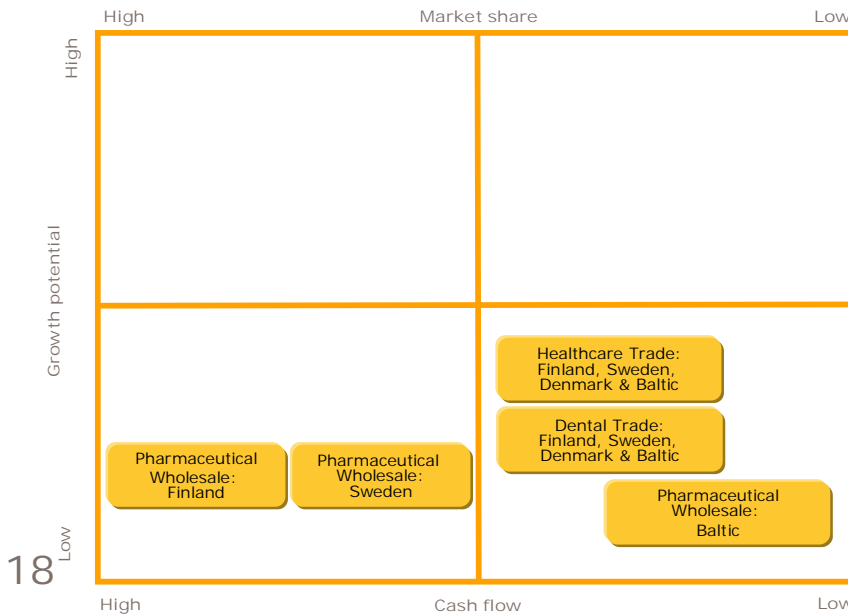 High Market share Low
High
Growth potential
Healthcare Trade:
Finland, Sweden,
Denmark & Baltic
Dental Trade:
Finland, Sweden,
Denmark & Baltic
Pharmaceutical
Wholesale:
Finland
Pharmaceutical
Wholesale:
Sweden
Pharmaceutical
Wholesale:
Baltic
Low
18
High Cash flow Low